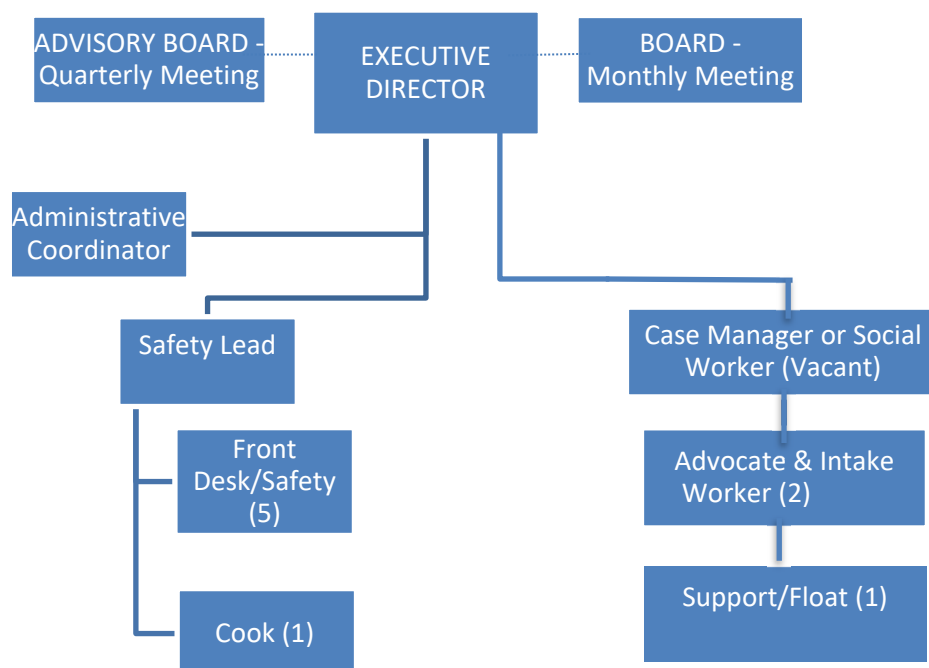 ADVISORY BOARD -
Quarterly Meeting
EXECUTIVE
DIRECTOR
BOARD -
Monthly Meeting
Administrative
Coordinator
Safety Lead
Case Manager or Social
Worker (Vacant)
Front
Desk/Safety
(5)
Advocate & Intake
Worker (2)
Cook (1)
Support/Float (1)